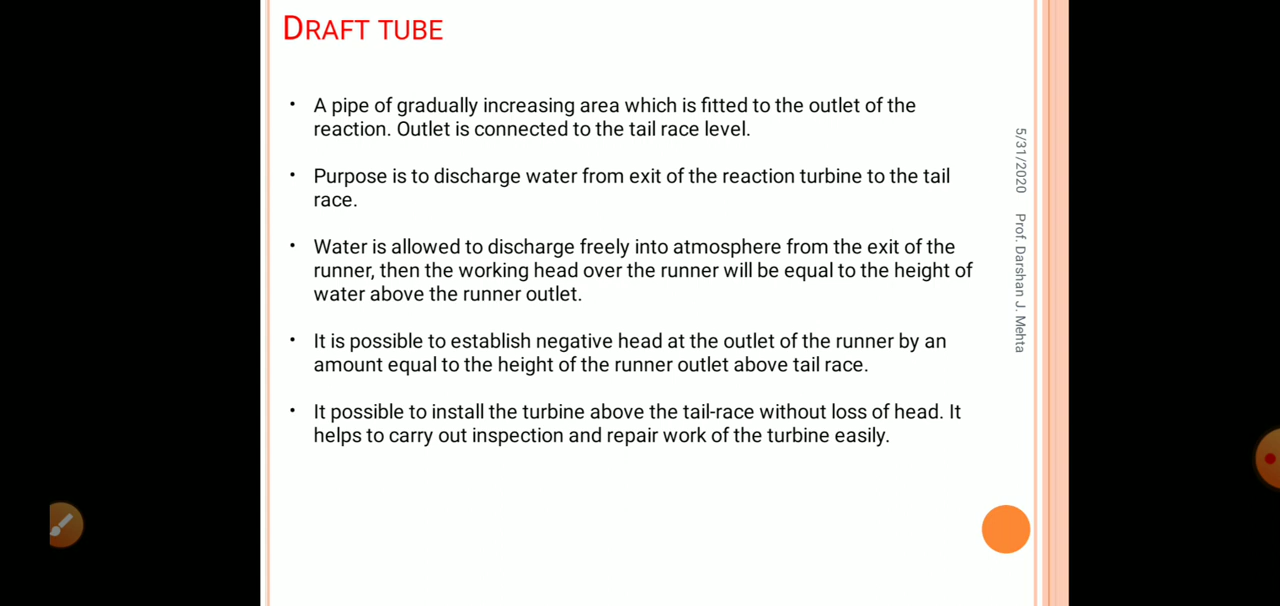 DRAFT TUBE
• A pipe of gradually increasing area which is fitted to the outlet of the
reaction. Outlet is connected to the tail race level.
• Purpose is to discharge water from exit of the reaction turbine to the tail
race.
• Water is allowed to discharge freely into atmosphere from the exit of the
runner, then the working head over the runner will be equal to the height of
water above the runner outlet.
• It is possible to establish negative head at the outlet of the runner by an
amount equal to the height of the runner outlet above tail race.
• It possible to install the turbine above the tail-race without loss of head. It
helps to carry out inspection and repair work of the turbine easily.
5/31/2020 Prof. Darshan J. Mehta